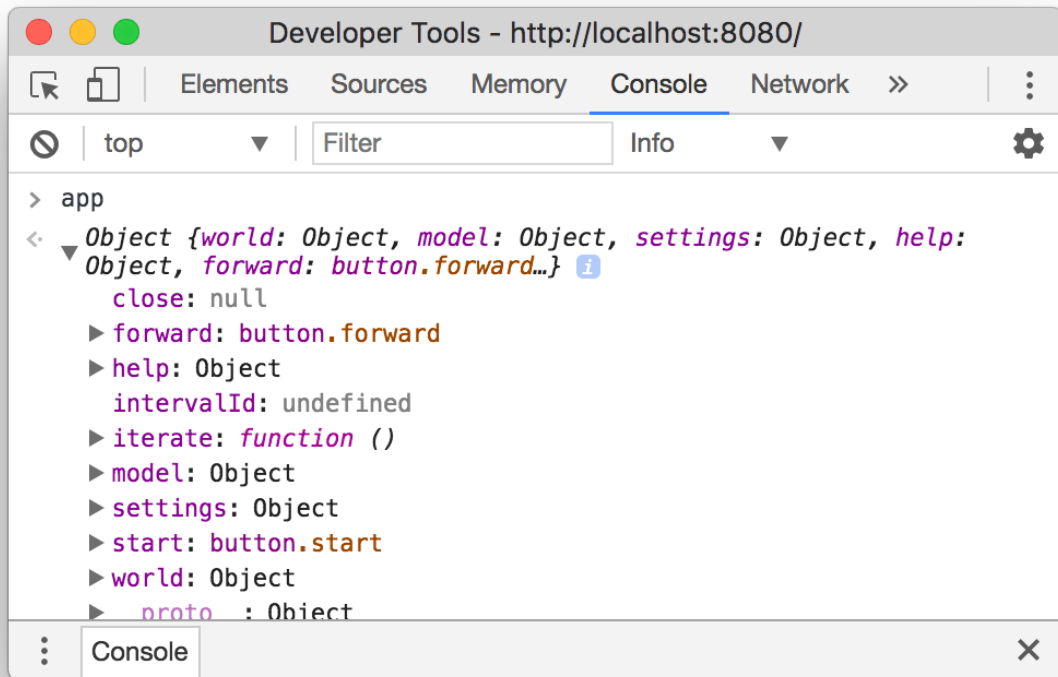 Developer Tools - http://localhost:8080/
Elements Sources Memory Console Network »
top ▼ Filter Info ▼
> app
Object {world: Object, model: Object, settings: Object, help:
Object, forward: button.forward…} i
close: null
forward: button.forward
help: Object
intervalId: undefined
iterate: function ()
model: Object
settings: Object
start: button.start
world: Object
__proto__: Object
Console